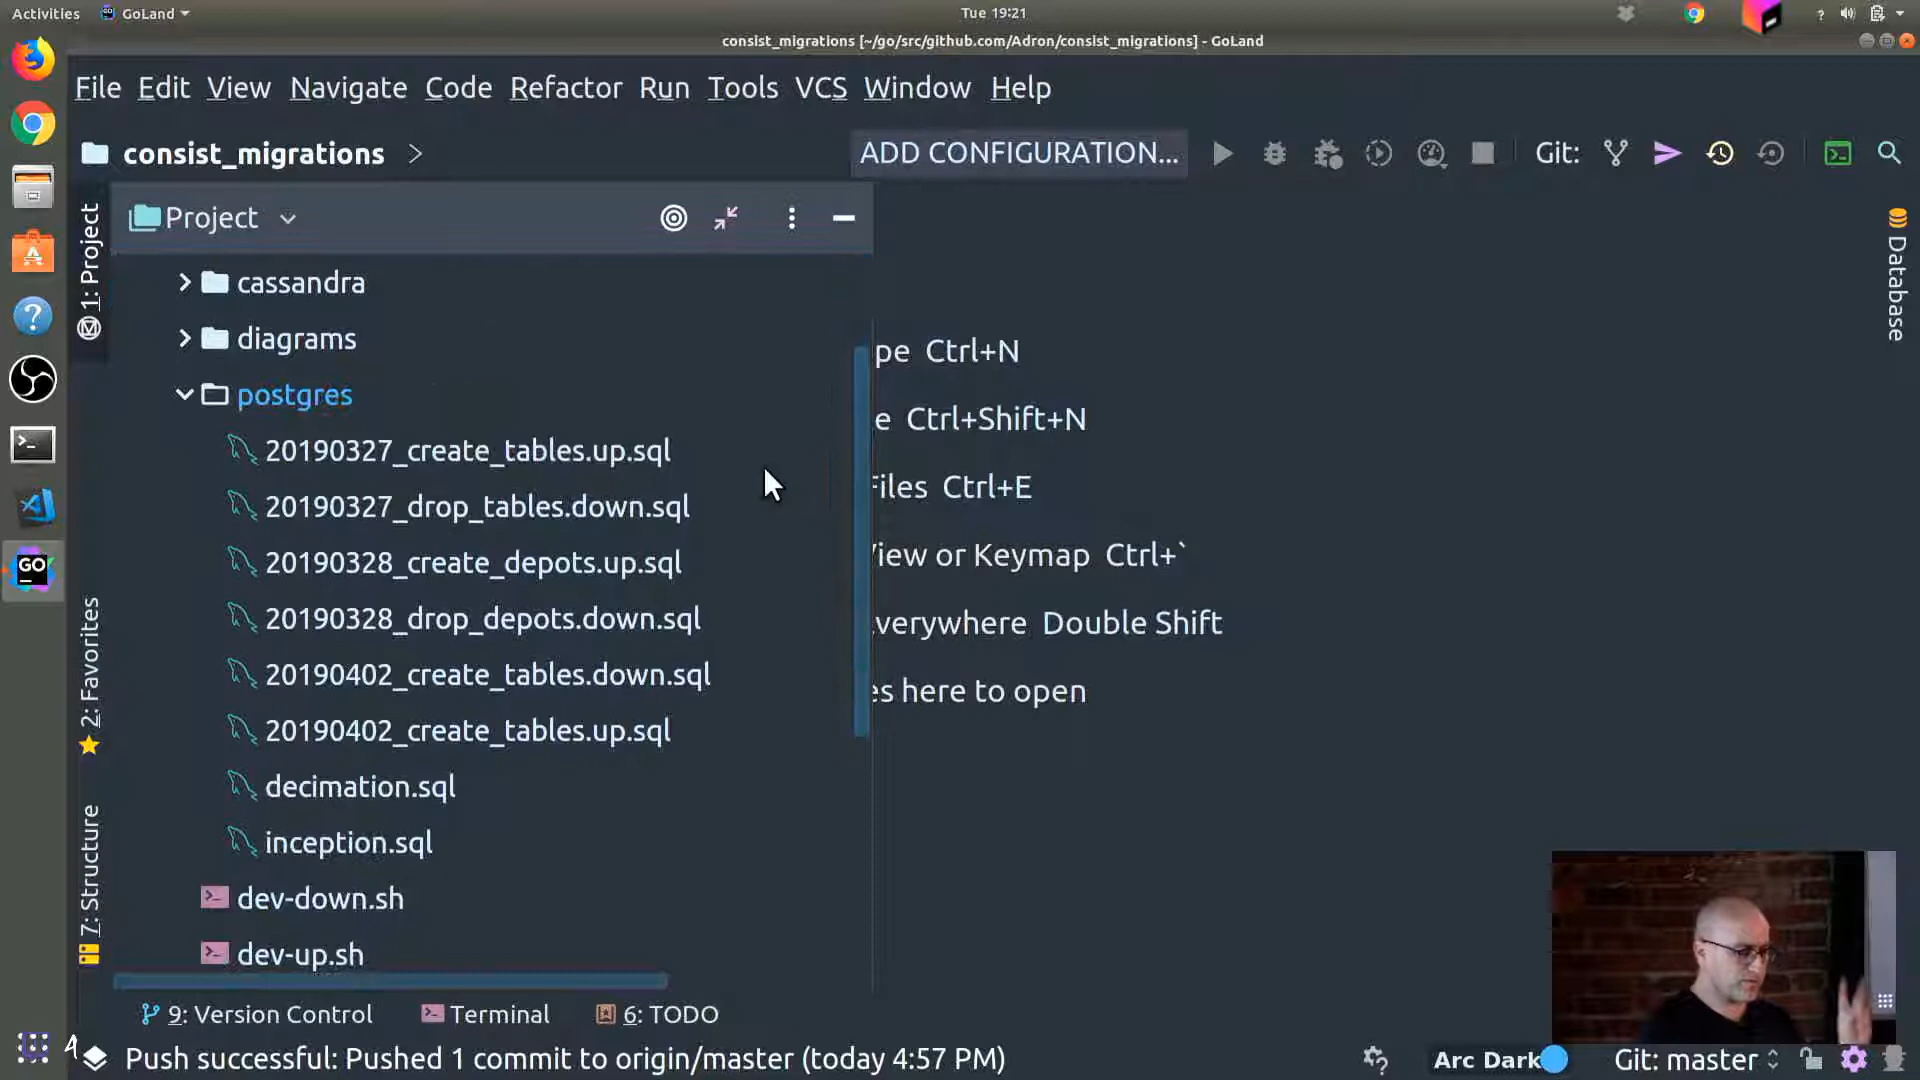 Activities GoLand Tue 19:21 ?
consist_migrations [~/go/src/github.com/Adron/consist_migrations] - GoLand
File Edit View Navigate Code Refactor Run Tools VCS Window Help
consist_migrations > ADD CONFIGURATION... Git:
1: Project
Project
cassandra
diagrams
postgres
20190327_create_tables.up.sql
20190327_drop_tables.down.sql
20190328_create_depots.up.sql
20190328_drop_depots.down.sql
20190402_create_tables.down.sql
20190402_create_tables.up.sql
decimation.sql
inception.sql
dev-down.sh
dev-up.sh
pe Ctrl+N
e Ctrl+Shift+N
Files Ctrl+E
View or Keymap Ctrl+`
verywhere Double Shift
es here to open
Database
2: Favorites
7: Structure
GO
9: Version Control Terminal 6: TODO
Push successful: Pushed 1 commit to origin/master (today 4:57 PM) Arc Dark Git: master